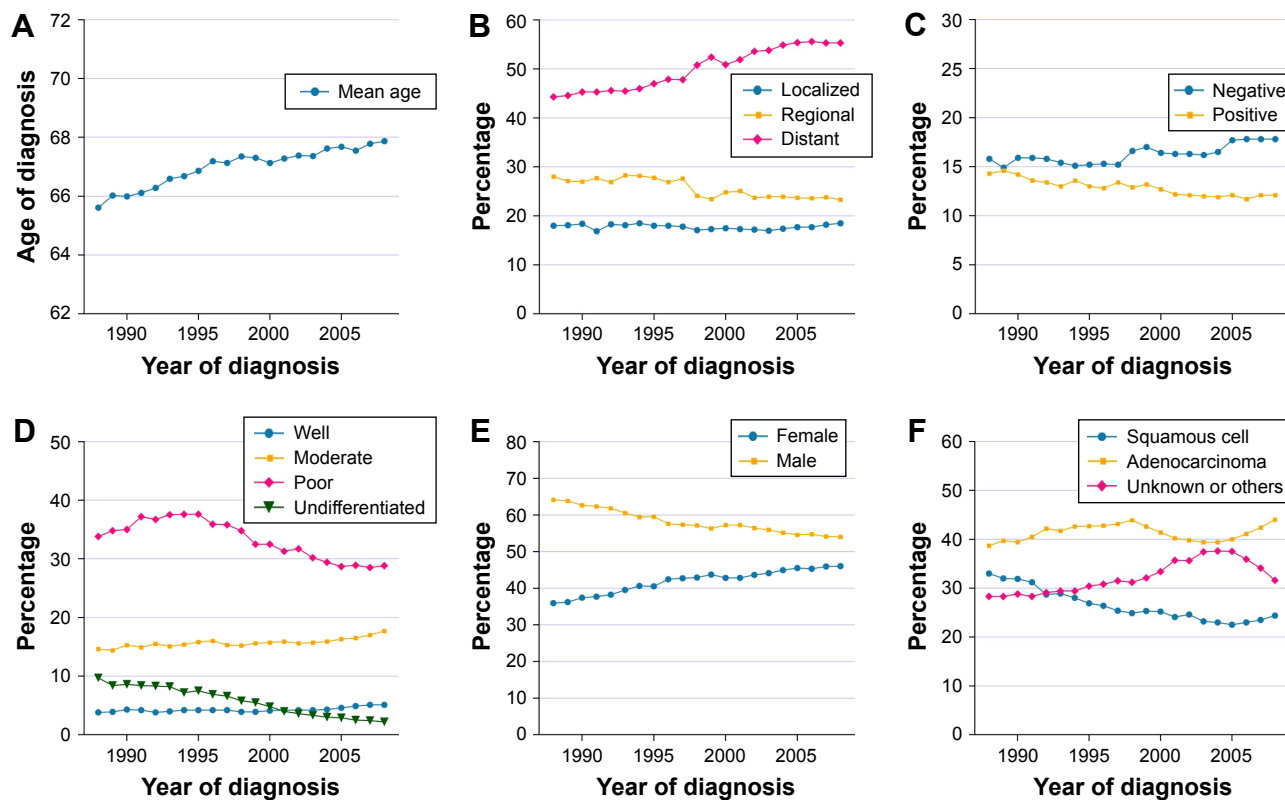 A
72
70
68
66
64
62
Age of diagnosis
Mean age
1990 1995 2000 2005
Year of diagnosis
B
60
50
40
30
20
10
0
Percentage
Localized
Regional
Distant
1990 1995 2000 2005
Year of diagnosis
C
30
25
20
15
10
5
0
Percentage
Negative
Positive
1990 1995 2000 2005
Year of diagnosis
D
50
40
30
20
10
0
Percentage
Well
Moderate
Poor
Undifferentiated
1990 1995 2000 2005
Year of diagnosis
E
80
70
60
50
40
30
20
10
0
Percentage
Female
Male
1990 1995 2000 2005
Year of diagnosis
F
60
50
40
30
20
10
0
Percentage
Squamous cell
Adenocarcinoma
Unknown or others
1990 1995 2000 2005
Year of diagnosis